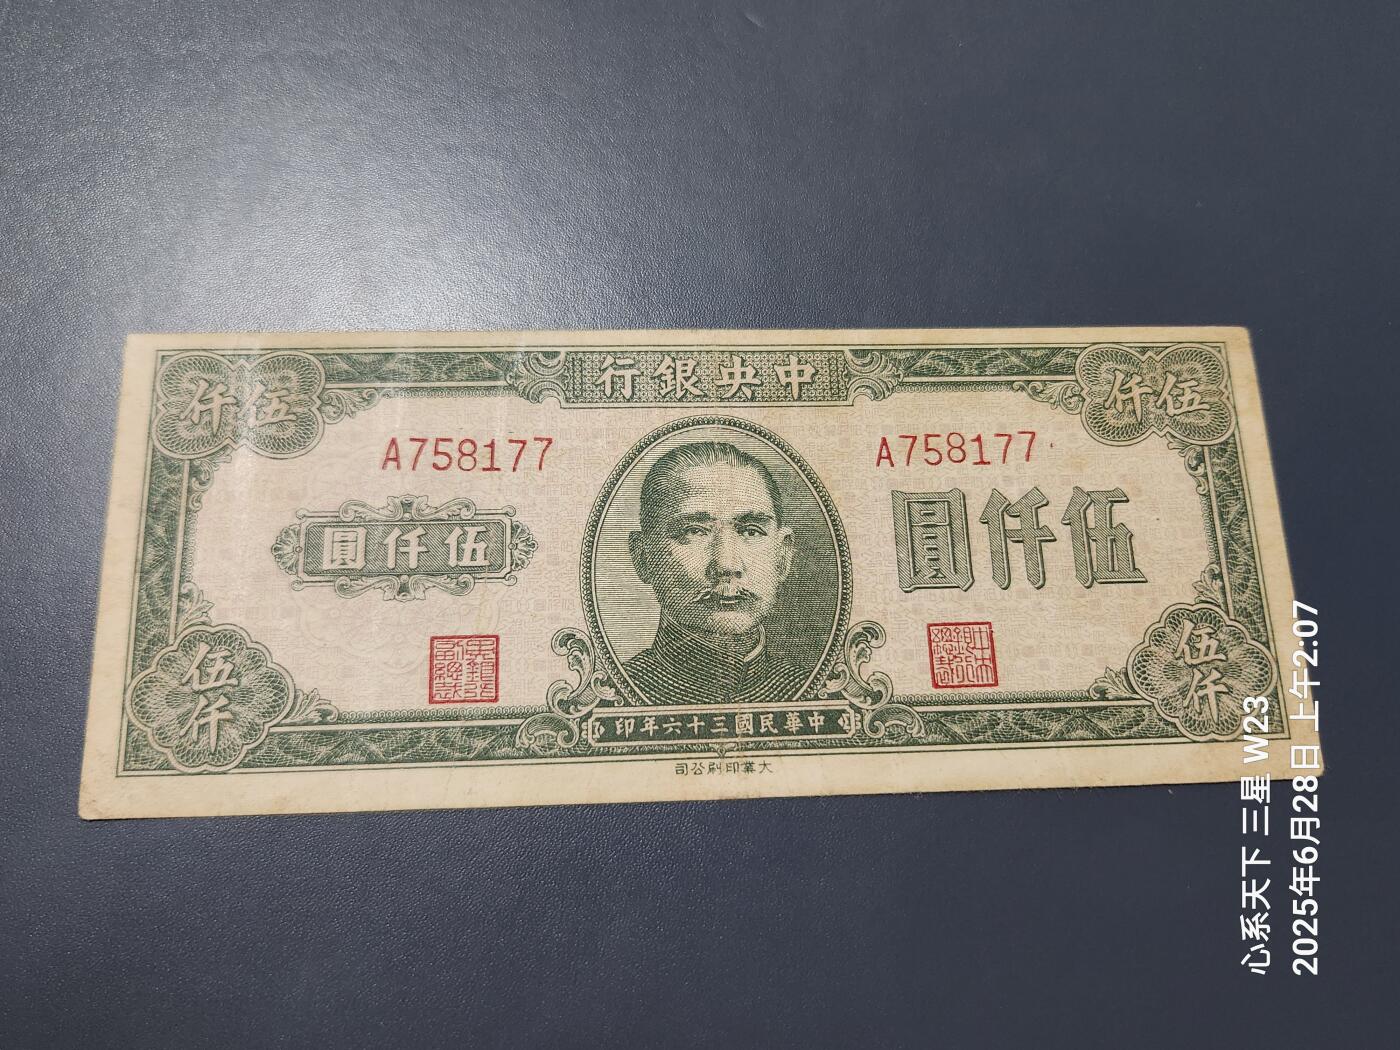 中央銀行
伍仟
伍仟
A758177
A758177
伍仟圓
伍仟圓
伍仟
伍仟
中華民國三十六年印
大業印刷公司
心系天下 三星 W23
2025年6月28日 上午2:07